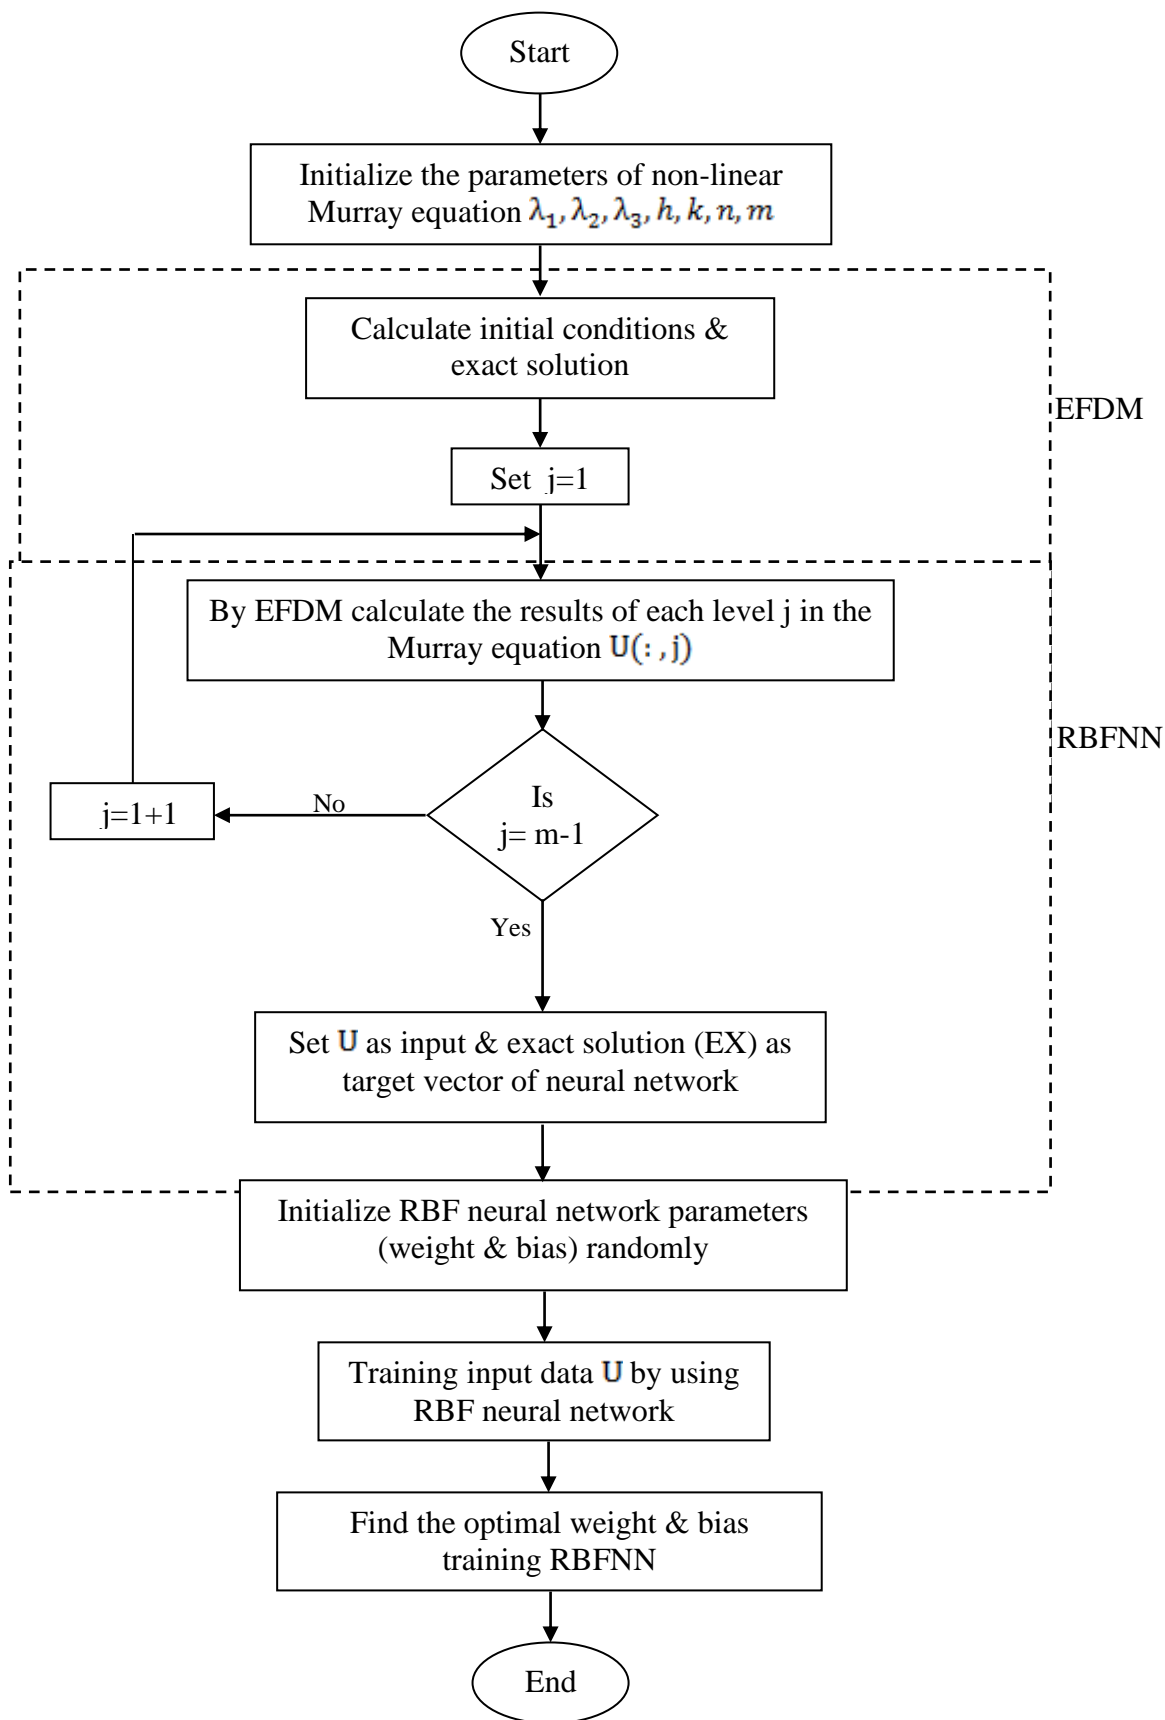 Start
Initialize the parameters of non-linear
Murray equation λ₁, λ₂, λ₃, h, k, n, m
Calculate initial conditions &
exact solution
EFDM
Set j=1
By EFDM calculate the results of each level j in the
Murray equation U(: , j)
RBFNN
Is
j= m-1
No
j=1+1
Yes
Set U as input & exact solution (EX) as
target vector of neural network
Initialize RBF neural network parameters
(weight & bias) randomly
Training input data U by using
RBF neural network
Find the optimal weight & bias
training RBFNN
End